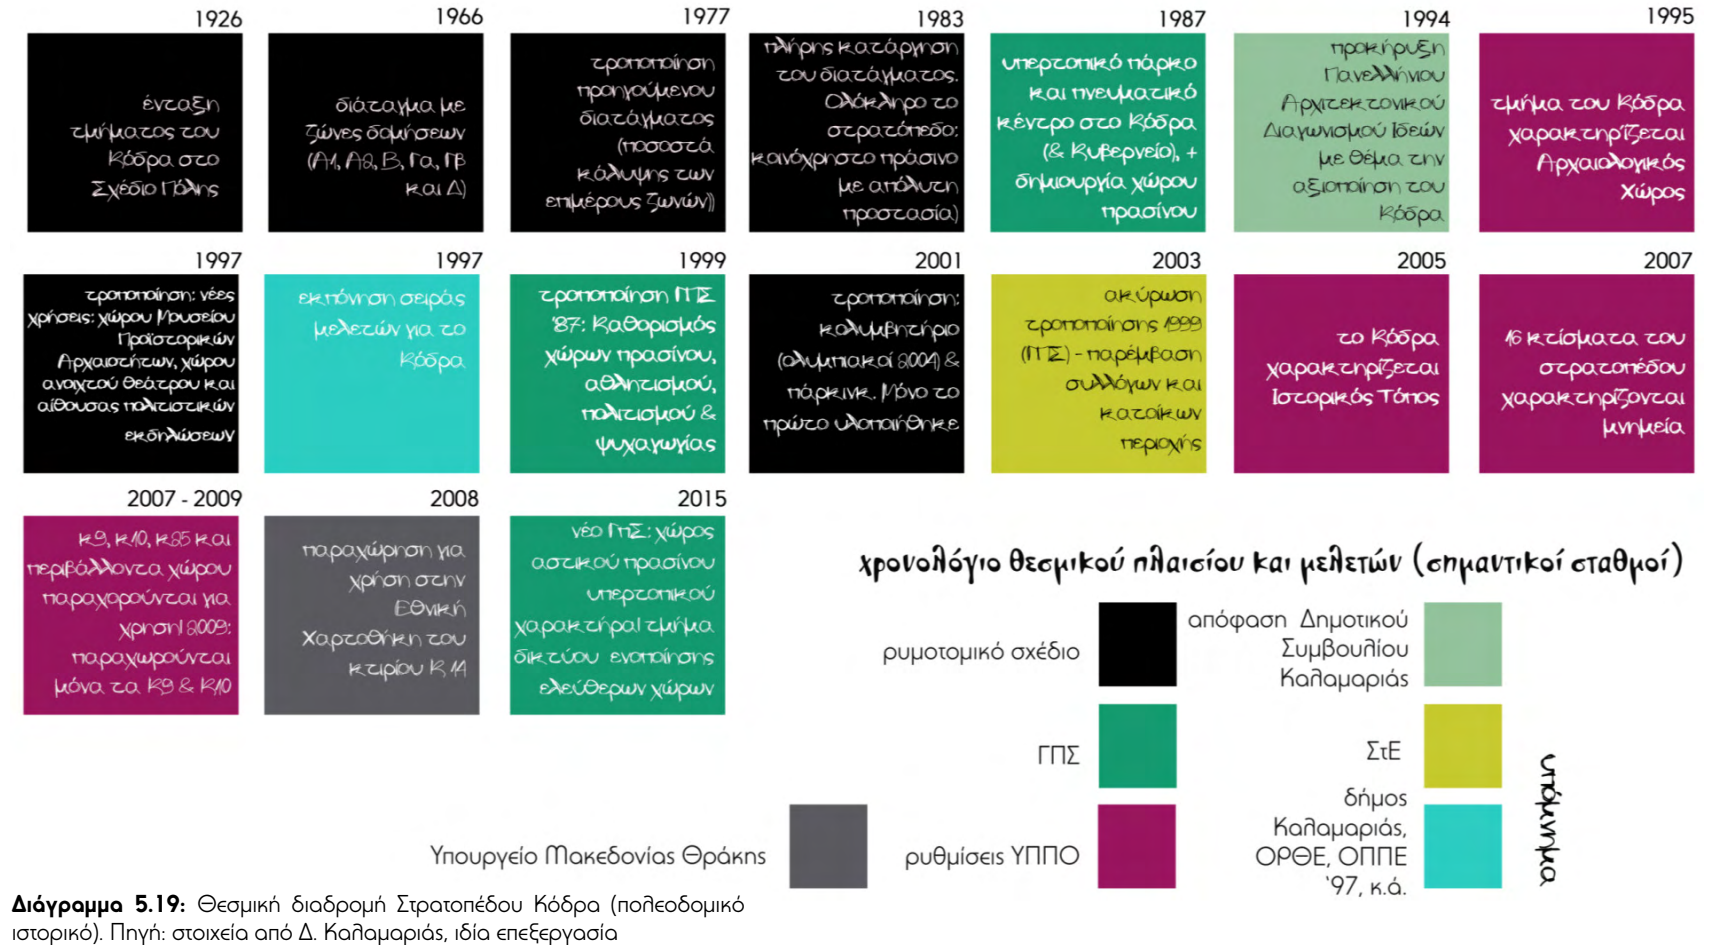 1926
ένταξη
τμήματος του
Κόδρα στο
Σχέδιο Πόλης
1966
διάταγμα με
ζώνες δομήσεων
(Α1, Α2, Β, Γα, Γβ
και Δ)
1977
τροποποίηση
προηγούμενου
διατάγματος
(ποσοστά
κάλυψης των
επιμέρους ζωνών))
1983
πλήρης κατάργηση
του διατάγματος.
Ολόκληρο το
στρατόπεδο:
κοινόχρηστο πράσινο
με απόλυτη
προστασία)
1987
υπερτοπικό πάρκο
και πνευματικό
κέντρο στο Κόδρα
(& Κυβερνείο), +
δημιουργία χώρου
πρασίνου
1994
προκήρυξη
Πανελλήνιου
Αρχιτεκτονικού
Διαγωνισμού Ιδεών
με θέμα την
αξιοποίηση του
Κόδρα
1995
τμήμα του Κόδρα
χαρακτηρίζεται
Αρχαιολογικός
Χώρος
1997
τροποποίηση: νέες
χρήσεις: χώρου Μουσείου
Προϊστορικών
Αρχαιοτήτων, χώρου
ανοιχτού θεάτρου και
αίθουσας πολιτιστικών
εκδηλώσεων
1997
εκπόνηση σειράς
μελετών για το
Κόδρα
1999
τροποποίηση ΓΠΣ
'87: Καθορισμός
χώρων πρασίνου,
αθλητισμού,
πολιτισμού &
ψυχαγωγίας
2001
τροποποίηση:
κολυμβητήριο
(ολυμπιακοί 2004) &
πάρκινκ. Μόνο το
πρώτο υλοποιήθηκε
2003
ακύρωση
τροποποίησης 1999
(ΓΠΣ) - παρέμβαση
συλλόγων και
κατοίκων
περιοχής
2005
το Κόδρα
χαρακτηρίζεται
Ιστορικός Τόπος
2007
16 κτίσματα του
στρατοπέδου
χαρακτηρίζονται
μνημεία
2007 - 2009
κ9, κ10, κ25 και
περιβάλλοντα χώρου
παραχορούνται για
χρηση| 2009:
παραχωρούνται
μόνα τα Κ9 & Κ10
2008
παραχώρηση για
χρήση στην
Εθνική
Χαρτοθήκη του
κτιρίου Κ 14
2015
νέο ΓΠΣ: χώρος
αστικού πρασίνου
υπερτοπικού
χαρακτήρα| τμήμα
δικτύου ενοποίησης
ελεύθερων χώρων
χρονολόγιο θεσμικού πλαισίου και μελετών (σημαντικοί σταθμοί)
ρυμοτομικό σχέδιο
απόφαση Δημοτικού
Συμβουλίου
Καλαμαριάς
ΓΠΣ
ΣτΕ
Υπουργείο Μακεδονίας Θράκης
ρυθμίσεις ΥΠΠΟ
δήμος
Καλαμαριάς,
ΟΡΘΕ, ΟΠΠΕ
'97, κ.ά.
υπόμνημα
Διάγραμμα 5.19: Θεσμική διαδρομή Στρατοπέδου Κόδρα (πολεοδομικό
ιστορικό). Πηγή: στοιχεία από Δ. Καλαμαριάς, ιδία επεξεργασία